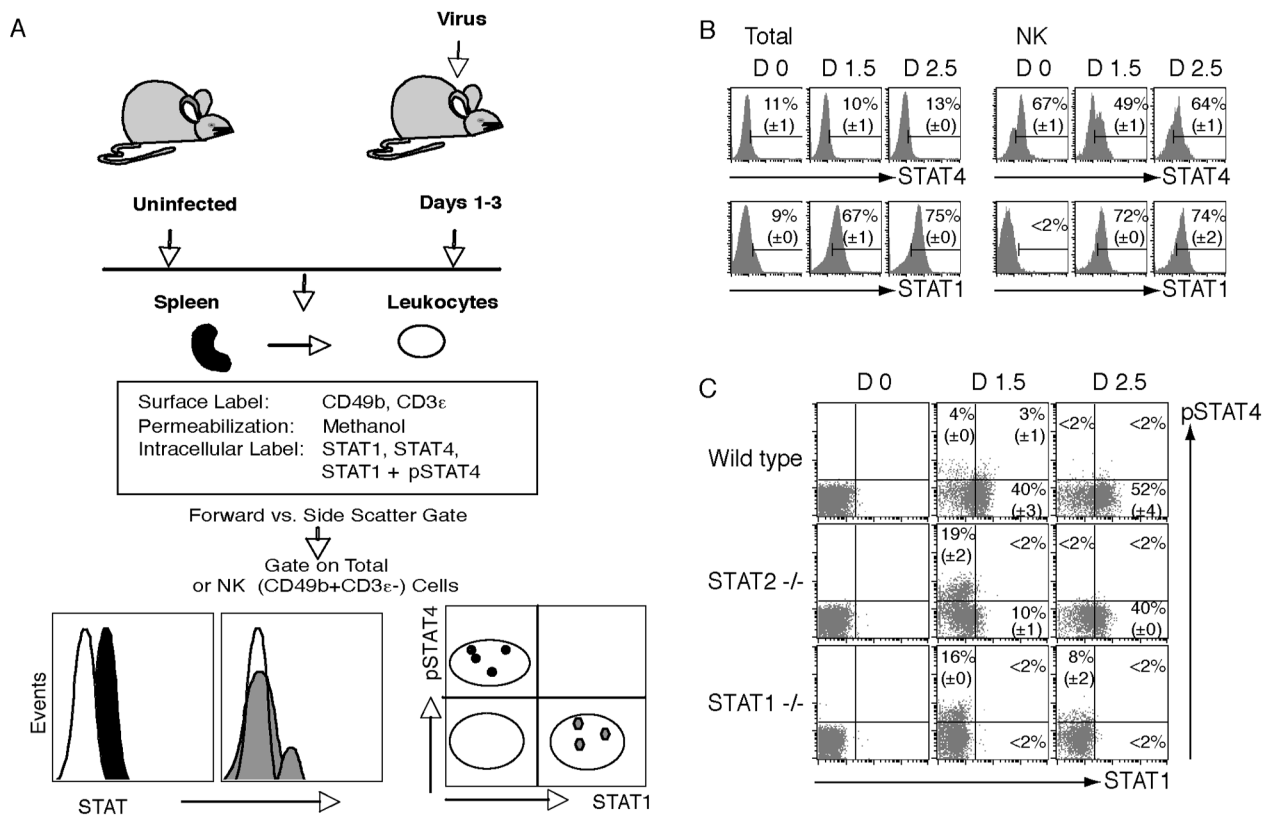 A
Virus
Uninfected
Days 1-3
Spleen
Leukocytes
Surface Label: CD49b, CD3ε
Permeabilization: Methanol
Intracellular Label: STAT1, STAT4,
STAT1 + pSTAT4
Forward vs. Side Scatter Gate
Gate on Total
or NK (CD49b+CD3ε-) Cells
Events
STAT
pSTAT4
STAT1
B
Total
NK
D 0 D 1.5 D 2.5
D 0 D 1.5 D 2.5
11% 10% 13%
(±1) (±1) (±0)
67% 49% 64%
(±1) (±1) (±1)
STAT4
STAT4
9% 67% 75%
(±0) (±1) (±0)
<2% 72% 74%
(±0) (±2)
STAT1
STAT1
C
D 0 D 1.5 D 2.5
pSTAT4
Wild type
4% 3% <2% <2%
(±0) (±1)
40% 52%
(±3) (±4)
STAT2 -/-
19% <2% <2% <2%
(±2)
10% 40%
(±1) (±0)
STAT1 -/-
16% <2% 8% <2%
(±0) (±2)
<2% <2%
STAT1